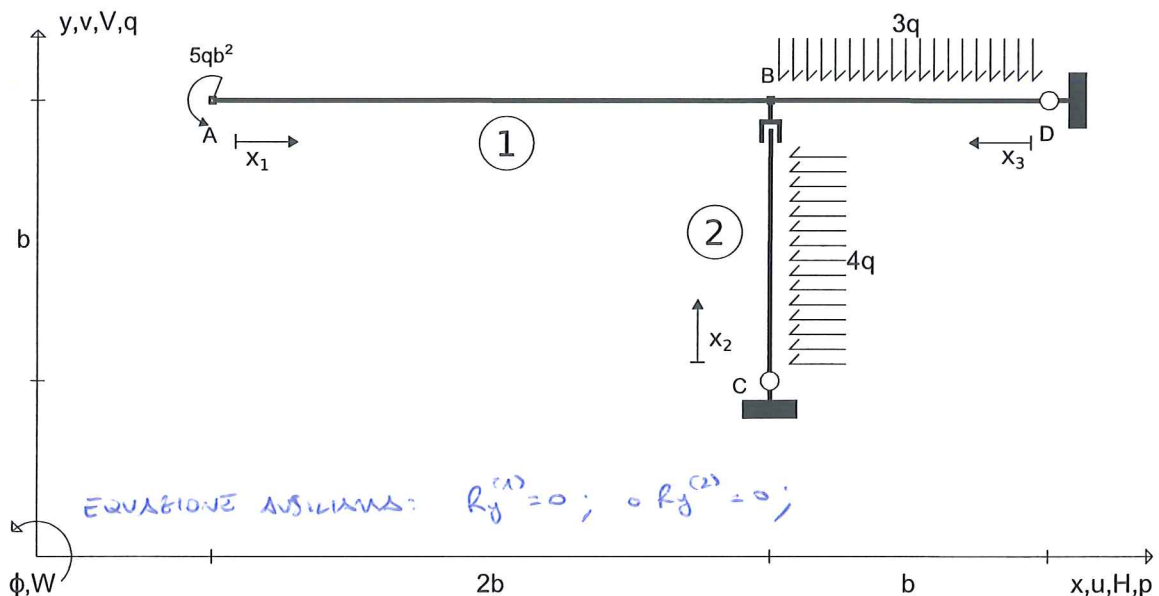 y,v,V,q
5qb²
A
x₁
1
B
3q
D
x₃
b
2
4q
x₂
C
EQUAZIONE AUSILIARIA: Ry⁽¹⁾=0; o Ry⁽²⁾=0;
ϕ,W
2b
b
x,u,H,p